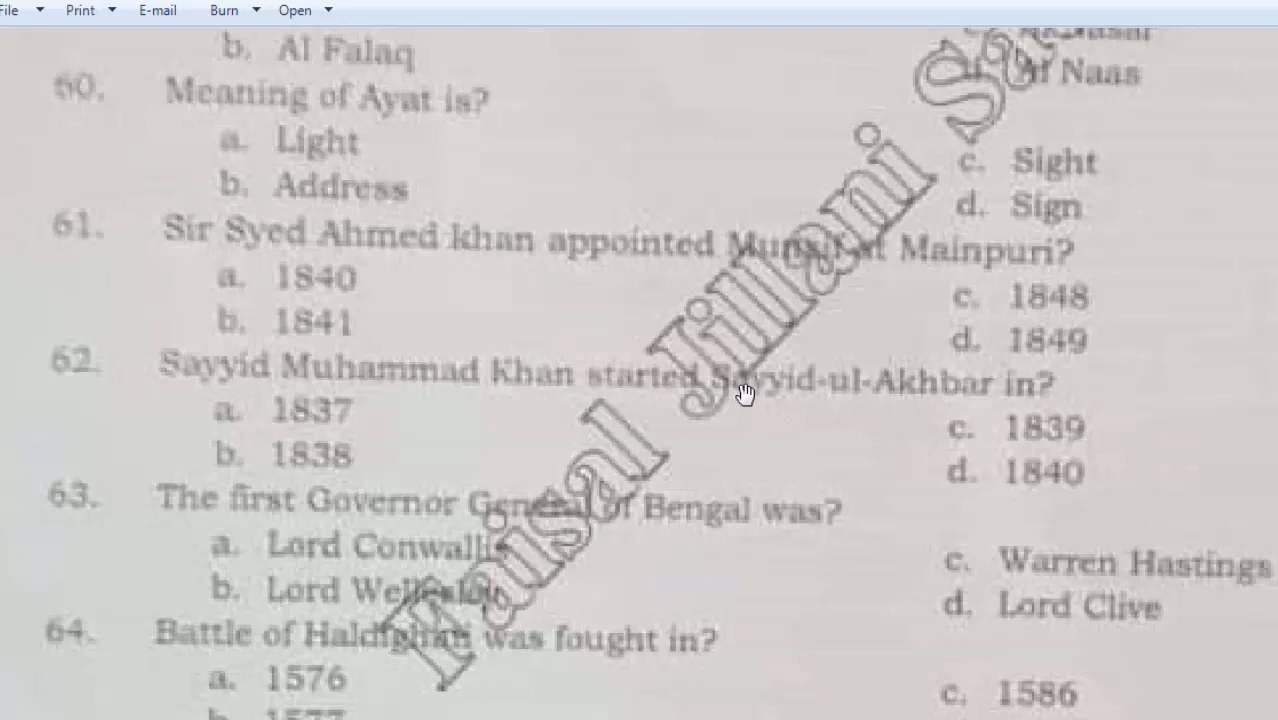 File Print E-mail Burn Open
b. Al Falaq
Naas
60. Meaning of Ayat is?
a. Light
c. Sight
b. Address
d. Sign
61. Sir Syed Ahmed khan appointed Munsif at Mainpuri?
a. 1840
c. 1848
b. 1841
d. 1849
62. Sayyid Muhammad Khan started Sayyid-ul-Akhbar in?
a. 1837
c. 1839
b. 1838
d. 1840
63. The first Governor General of Bengal was?
a. Lord Conwallis
c. Warren Hastings
b. Lord Wellesley
d. Lord Clive
64. Battle of Haldighati was fought in?
a. 1576
c. 1586
b. 1577
Faisal Jillani Sir